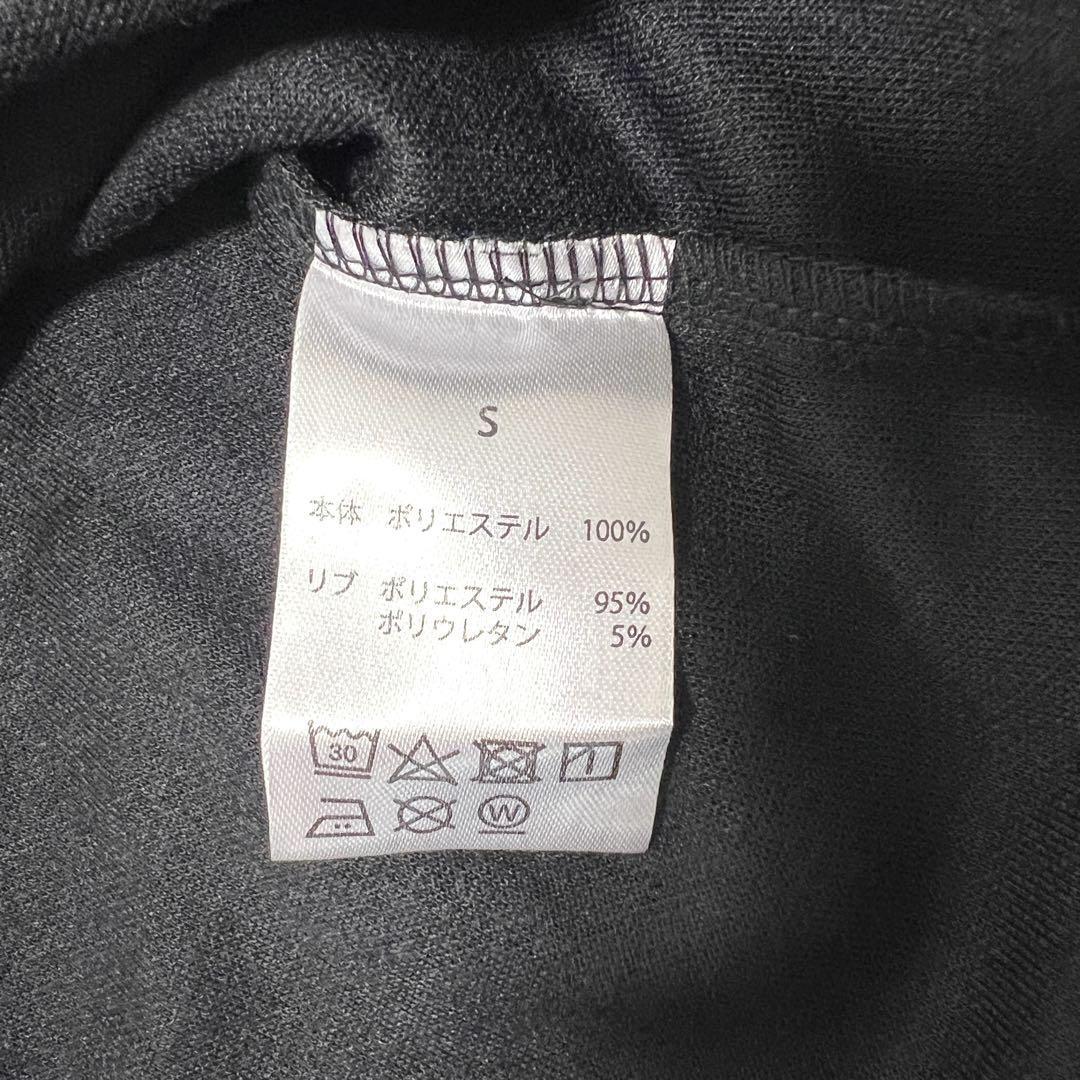 S
本体 ポリエステル 100%
リブ ポリエステル 95%
ポリウレタン 5%
30
W